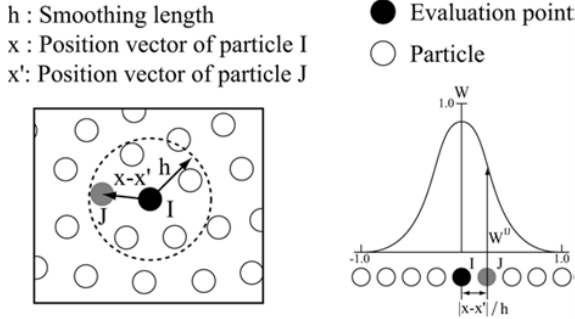 h : Smoothing length
x : Position vector of particle I
x': Position vector of particle J
Evaluation point
Particle
x-x'
h
I
J
W
1.0
W^IJ
-1.0
I
J
1.0
|x-x'|/h